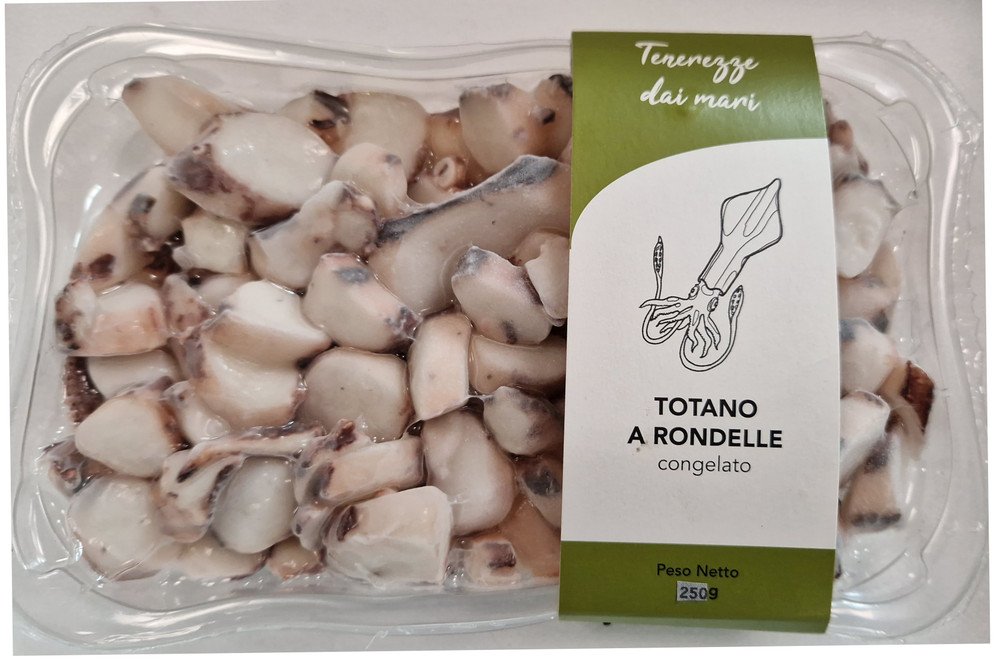 Tenerezze
dai mari
TOTANO
A RONDELLE
congelato
Peso Netto
250g